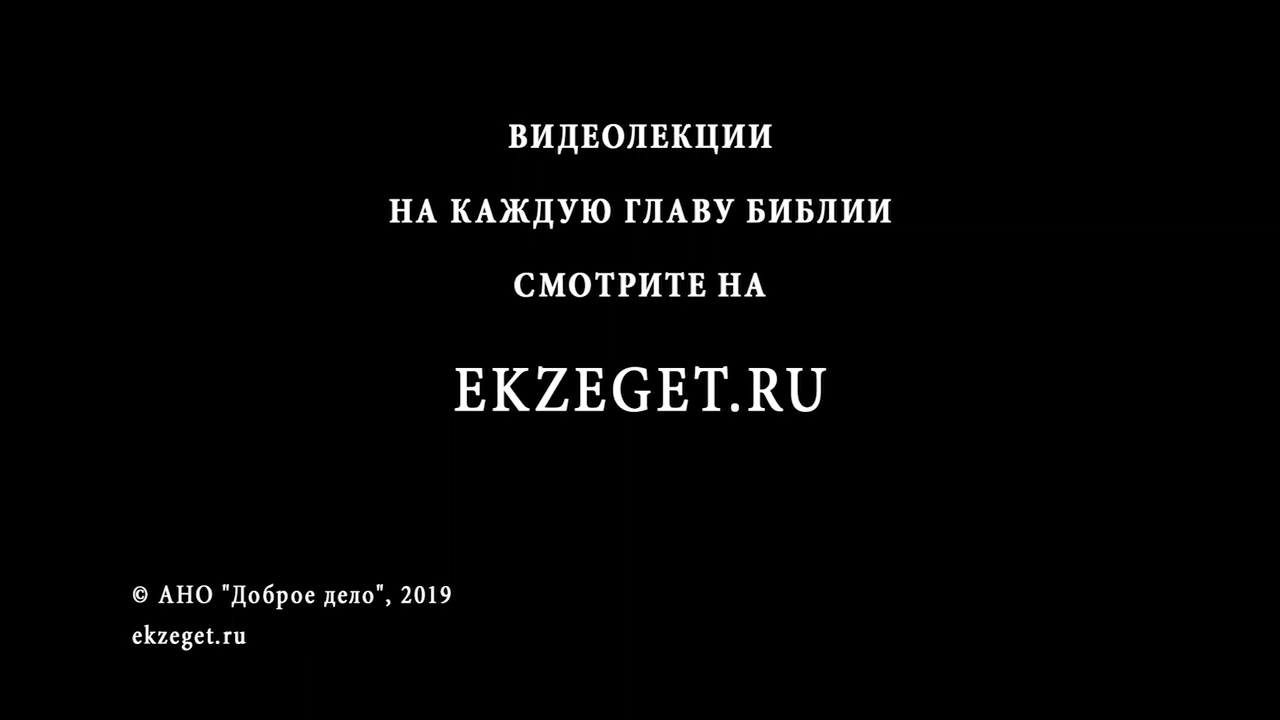 ВИДЕОЛЕКЦИИ
НА КАЖДУЮ ГЛАВУ БИБЛИИ
СМОТРИТЕ НА
EKZEGET.RU
© АНО "Доброе дело", 2019
ekzeget.ru